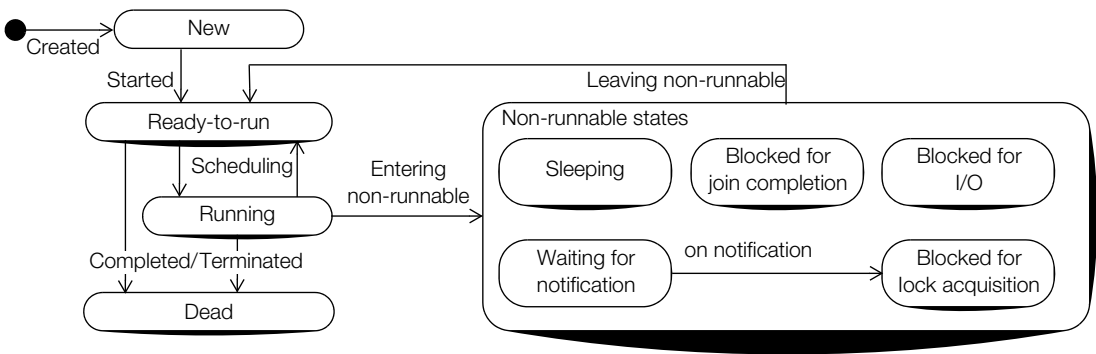 New
Created
Started
Leaving non-runnable
Ready-to-run
Non-runnable states
Scheduling
Entering
non-runnable
Sleeping
Blocked for
join completion
Blocked for
I/O
Running
Completed/Terminated
Waiting for
notification
on notification
Blocked for
lock acquisition
Dead